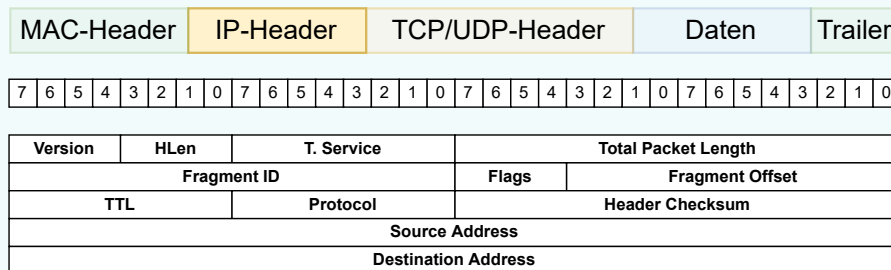 MAC-Header IP-Header TCP/UDP-Header Daten Trailer
7 6 5 4 3 2 1 0 7 6 5 4 3 2 1 0 7 6 5 4 3 2 1 0 7 6 5 4 3 2 1 0
Version HLen T. Service Total Packet Length
Fragment ID Flags Fragment Offset
TTL Protocol Header Checksum
Source Address
Destination Address